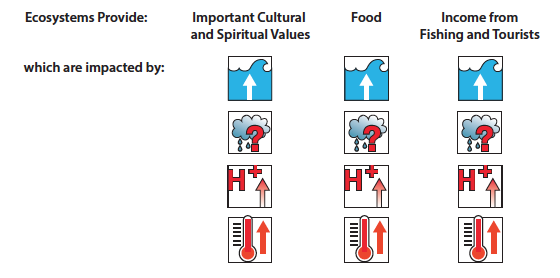 Ecosystems Provide:
Important Cultural
and Spiritual Values
Food
Income from
Fishing and Tourists
which are impacted by:
? ? ?
H+ H+ H+